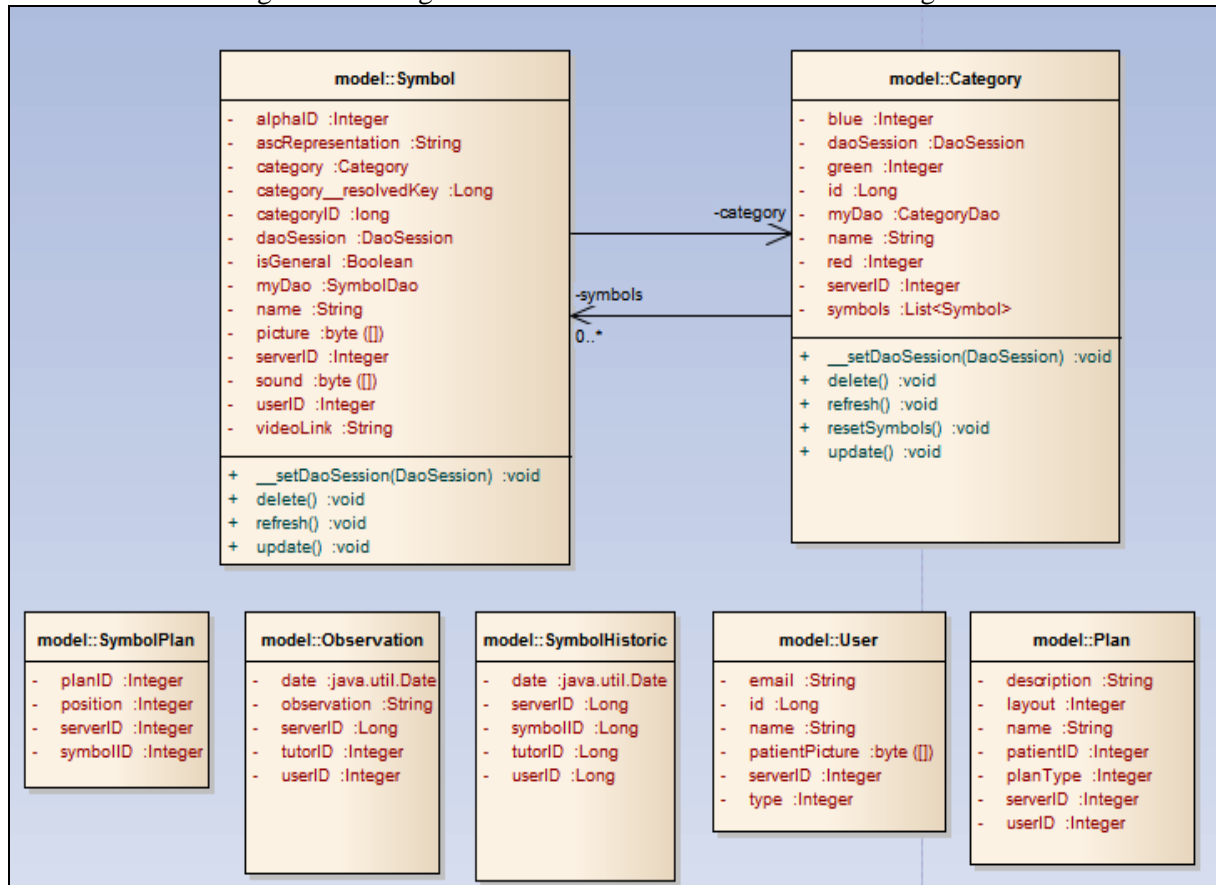 model::Symbol
- alphaID :Integer
- ascRepresentation :String
- category :Category
- category__resolvedKey :Long
- categoryID :long
- daoSession :DaoSession
- isGeneral :Boolean
- myDao :SymbolDao
- name :String
- picture :byte ([])
- serverID :Integer
- sound :byte ([])
- userID :Integer
- videoLink :String
+ __setDaoSession(DaoSession) :void
+ delete() :void
+ refresh() :void
+ update() :void
-category
-symbols
0..*
model::Category
- blue :Integer
- daoSession :DaoSession
- green :Integer
- id :Long
- myDao :CategoryDao
- name :String
- red :Integer
- serverID :Integer
- symbols :List<Symbol>
+ __setDaoSession(DaoSession) :void
+ delete() :void
+ refresh() :void
+ resetSymbols() :void
+ update() :void
model::SymbolPlan
- planID :Integer
- position :Integer
- serverID :Integer
- symbolID :Integer
model::Observation
- date :java.util.Date
- observation :String
- serverID :Long
- tutorID :Integer
- userID :Integer
model::SymbolHistoric
- date :java.util.Date
- serverID :Long
- symbolID :Long
- tutorID :Long
- userID :Long
model::User
- email :String
- id :Long
- name :String
- patientPicture :byte ([])
- serverID :Integer
- type :Integer
model::Plan
- description :String
- layout :Integer
- name :String
- patientID :Integer
- planType :Integer
- serverID :Integer
- userID :Integer